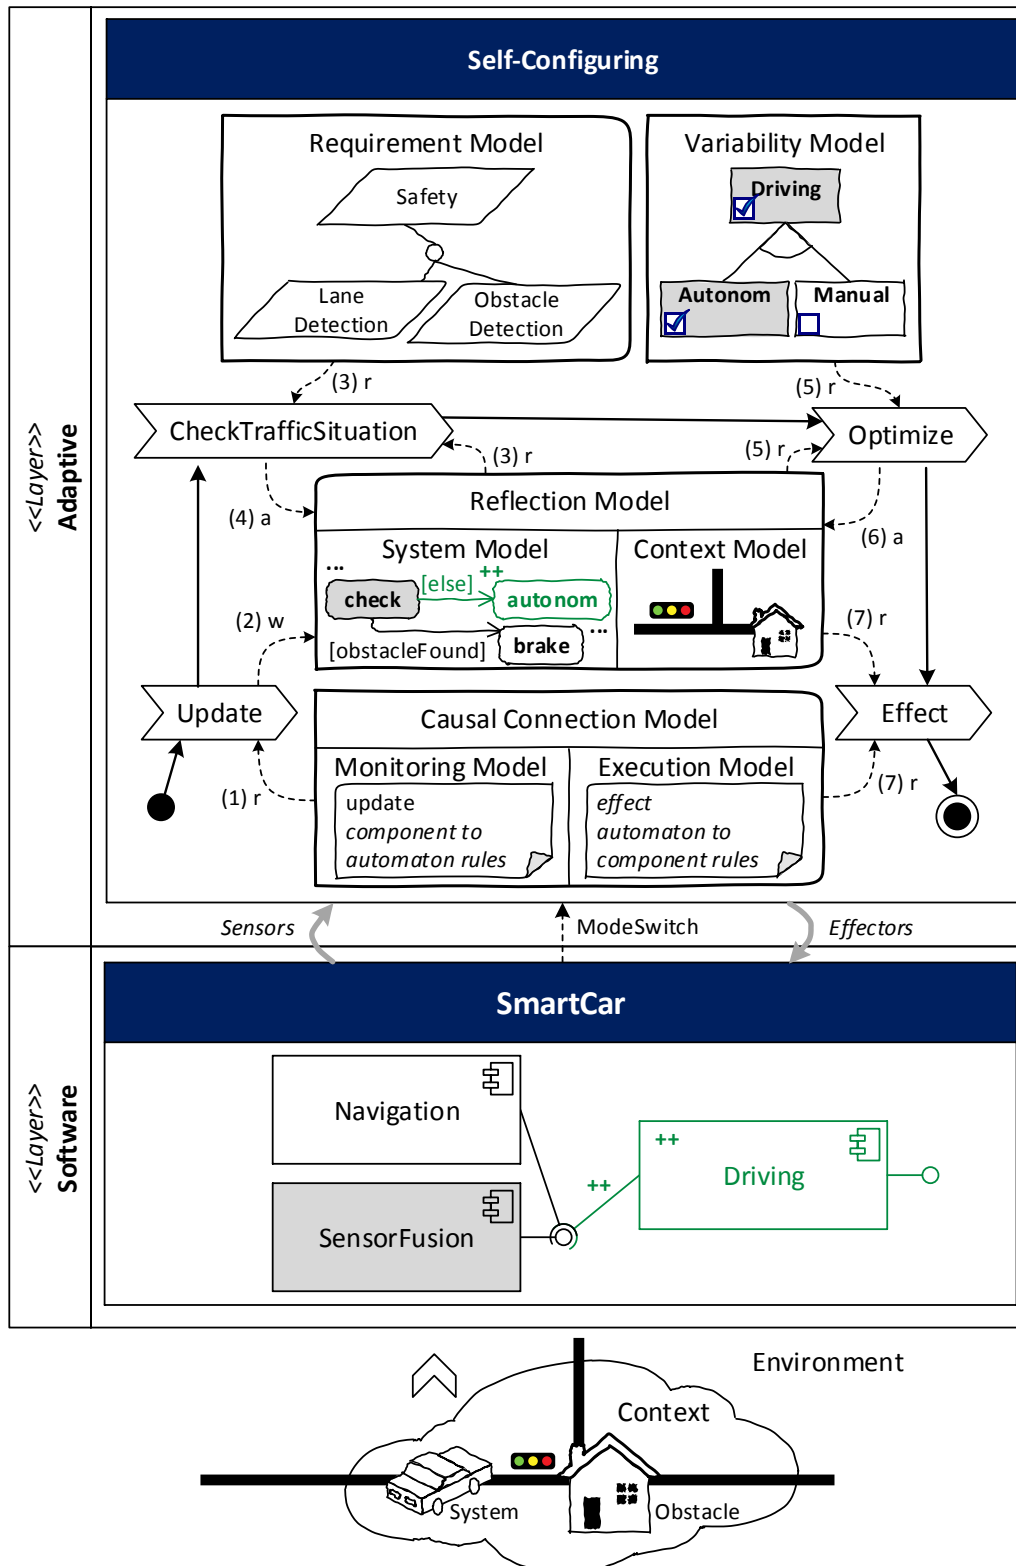 Self-Configuring
<<Layer>>
Adaptive
Requirement Model
Safety
Lane
Detection
Obstacle
Detection
Variability Model
Driving
Autonom
Manual
(3) r
(5) r
CheckTrafficSituation
Optimize
(3) r
(5) r
(4) a
(6) a
Reflection Model
System Model
...
[else]
++
check
autonom
[obstacleFound]
brake
...
Context Model
(2) w
(7) r
Update
Effect
Causal Connection Model
Monitoring Model
update
component to
automaton rules
Execution Model
effect
automaton to
component rules
(1) r
(7) r
Sensors
ModeSwitch
Effectors
<<Layer>>
Software
SmartCar
Navigation
SensorFusion
++
++
Driving
Environment
Context
System
Obstacle